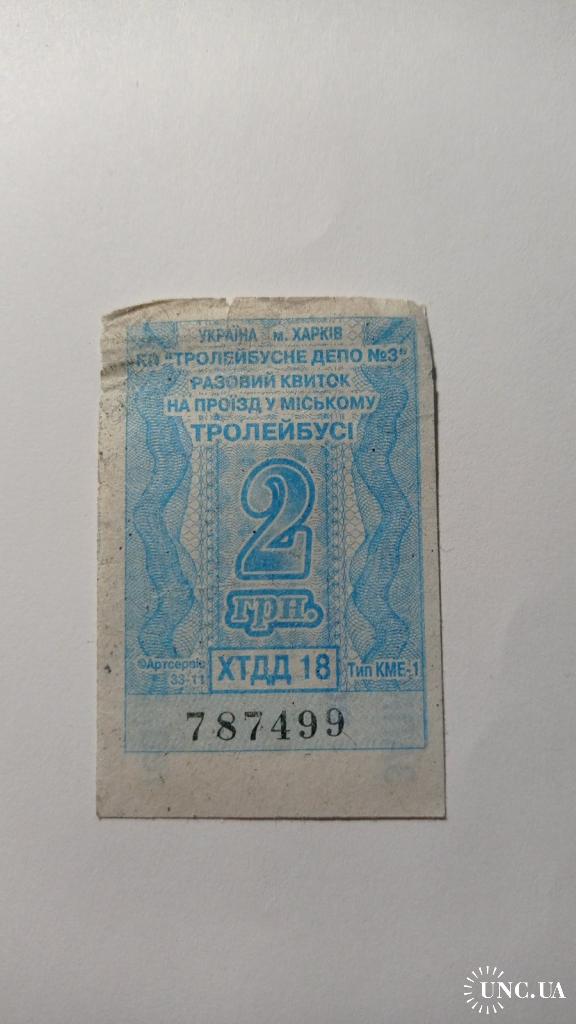 УКРАЇНА м. ХАРКІВ
КП "ТРОЛЕЙБУСНЕ ДЕПО №3"
РАЗОВИЙ КВИТОК
НА ПРОЇЗД У МІСЬКОМУ
ТРОЛЕЙБУСІ
2
грн.
©Артсервіс
33-11
ХТДД 18
Тип КМЕ-1
787499
UNC.UA